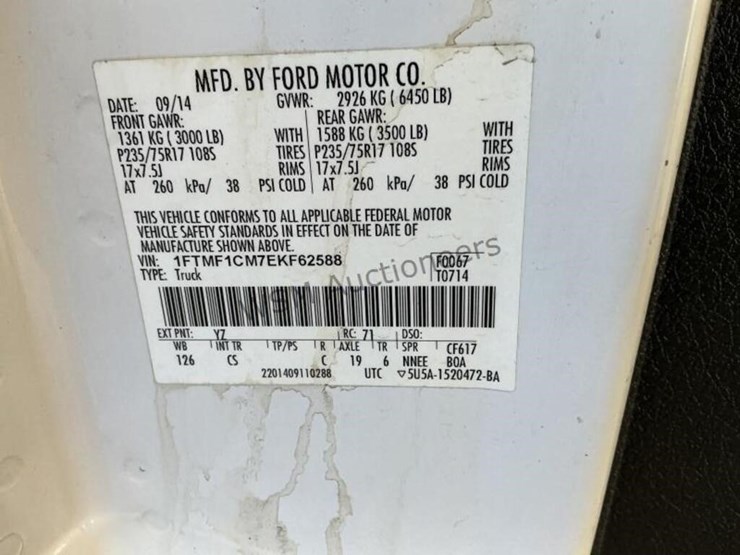 MFD. BY FORD MOTOR CO.
DATE: 09/14 GVWR: 2926 KG ( 6450 LB)
FRONT GAWR: REAR GAWR:
1361 KG ( 3000 LB) WITH 1588 KG ( 3500 LB) WITH
P235/75R17 108S TIRES P235/75R17 108S TIRES
17x7.5J RIMS 17x7.5J RIMS
AT 260 kPa/ 38 PSI COLD AT 260 kPa/ 38 PSI COLD
THIS VEHICLE CONFORMS TO ALL APPLICABLE FEDERAL MOTOR
VEHICLE SAFETY STANDARDS IN EFFECT ON THE DATE OF
MANUFACTURE SHOWN ABOVE.
VIN: 1FTMF1CM7EKF62588 F0067
TYPE: Truck T0714
WSM Auctioneers
EXT PNT: YZ RC: 71 DSO:
WB INT TR TP/PS R AXLE TR SPR CF617
126 CS C 19 6 NNEE BOA
2201409110288 UTC ▽5U5A-1520472-BA